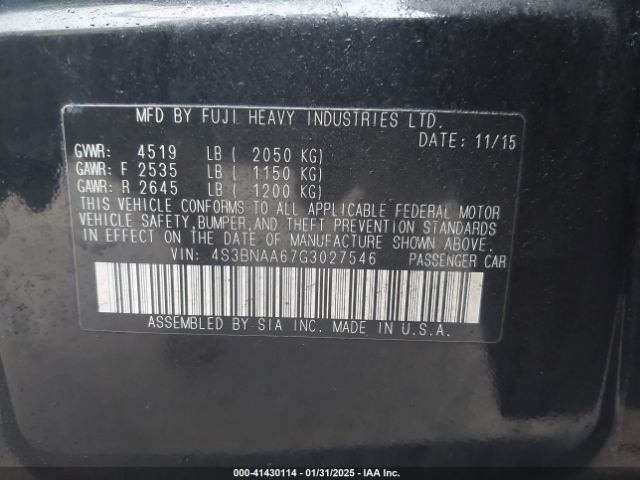 MFD BY FUJI HEAVY INDUSTRIES LTD.
DATE: 11/15
GVWR: 4519 LB ( 2050 KG)
GAWR: F 2535 LB ( 1150 KG)
GAWR: R 2645 LB ( 1200 KG)
THIS VEHICLE CONFORMS TO ALL APPLICABLE FEDERAL MOTOR
VEHICLE SAFETY,BUMPER,AND THEFT PREVENTION STANDARDS
IN EFFECT ON THE DATE OF MANUFACTURE SHOWN ABOVE.
VIN: 4S3BNAA67G3027546 PASSENGER CAR
ASSEMBLED BY SIA INC. MADE IN U.S.A.
©-41430114 - 01/31/2025 - IAA Inc.